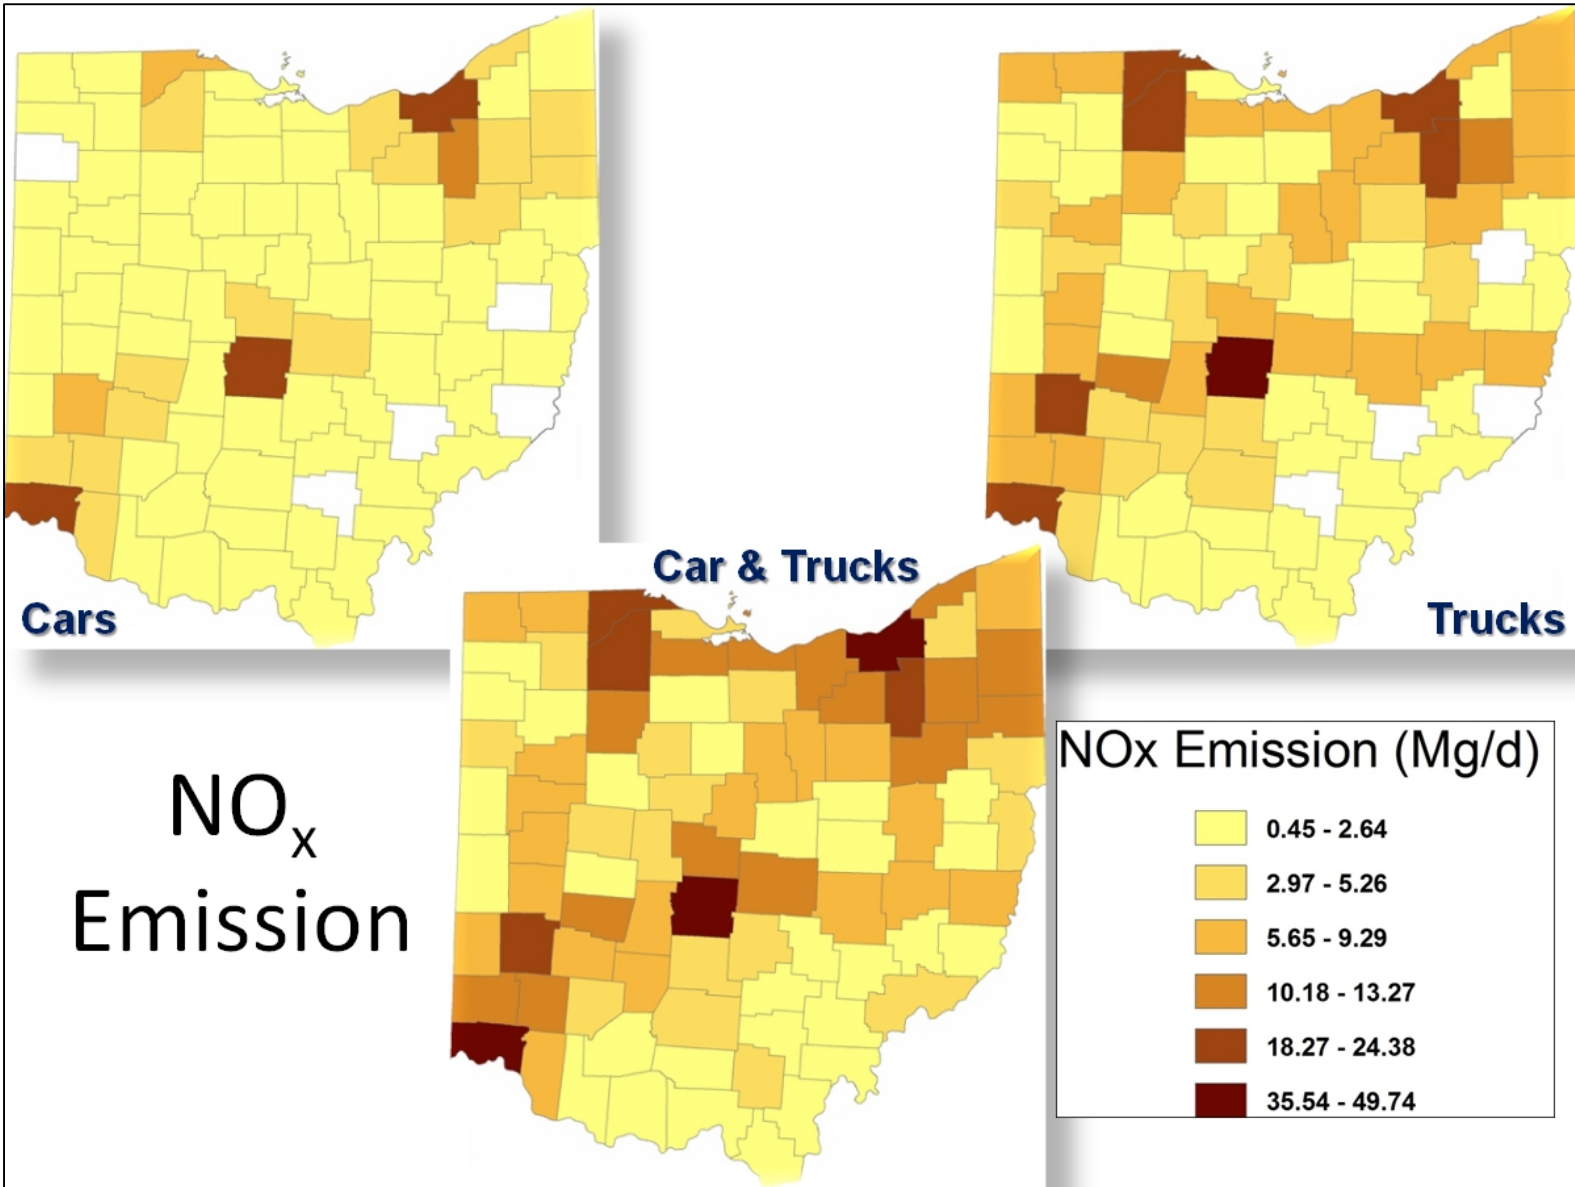 Cars
Car & Trucks
Trucks
NOx
Emission
NOx Emission (Mg/d)
0.45 - 2.64
2.97 - 5.26
5.65 - 9.29
10.18 - 13.27
18.27 - 24.38
35.54 - 49.74